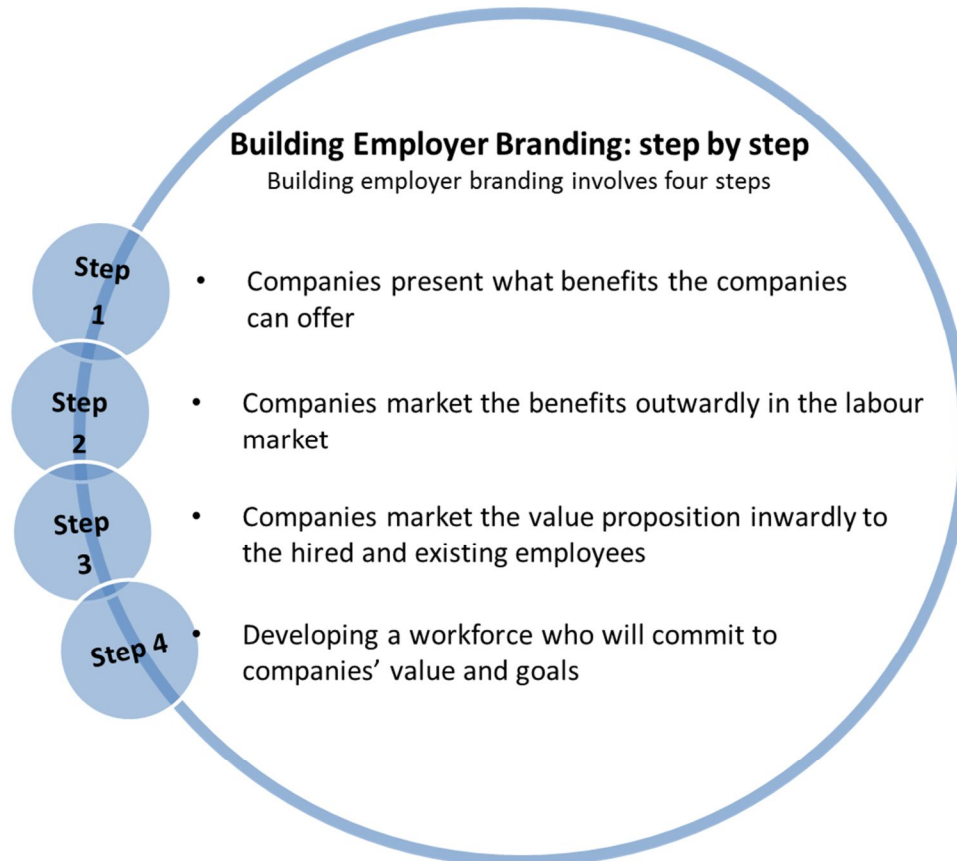 Building Employer Branding: step by step
Building employer branding involves four steps
Step
1
• Companies present what benefits the companies
can offer
Step
2
• Companies market the benefits outwardly in the labour
market
Step
3
• Companies market the value proposition inwardly to
the hired and existing employees
Step 4
• Developing a workforce who will commit to
companies’ value and goals